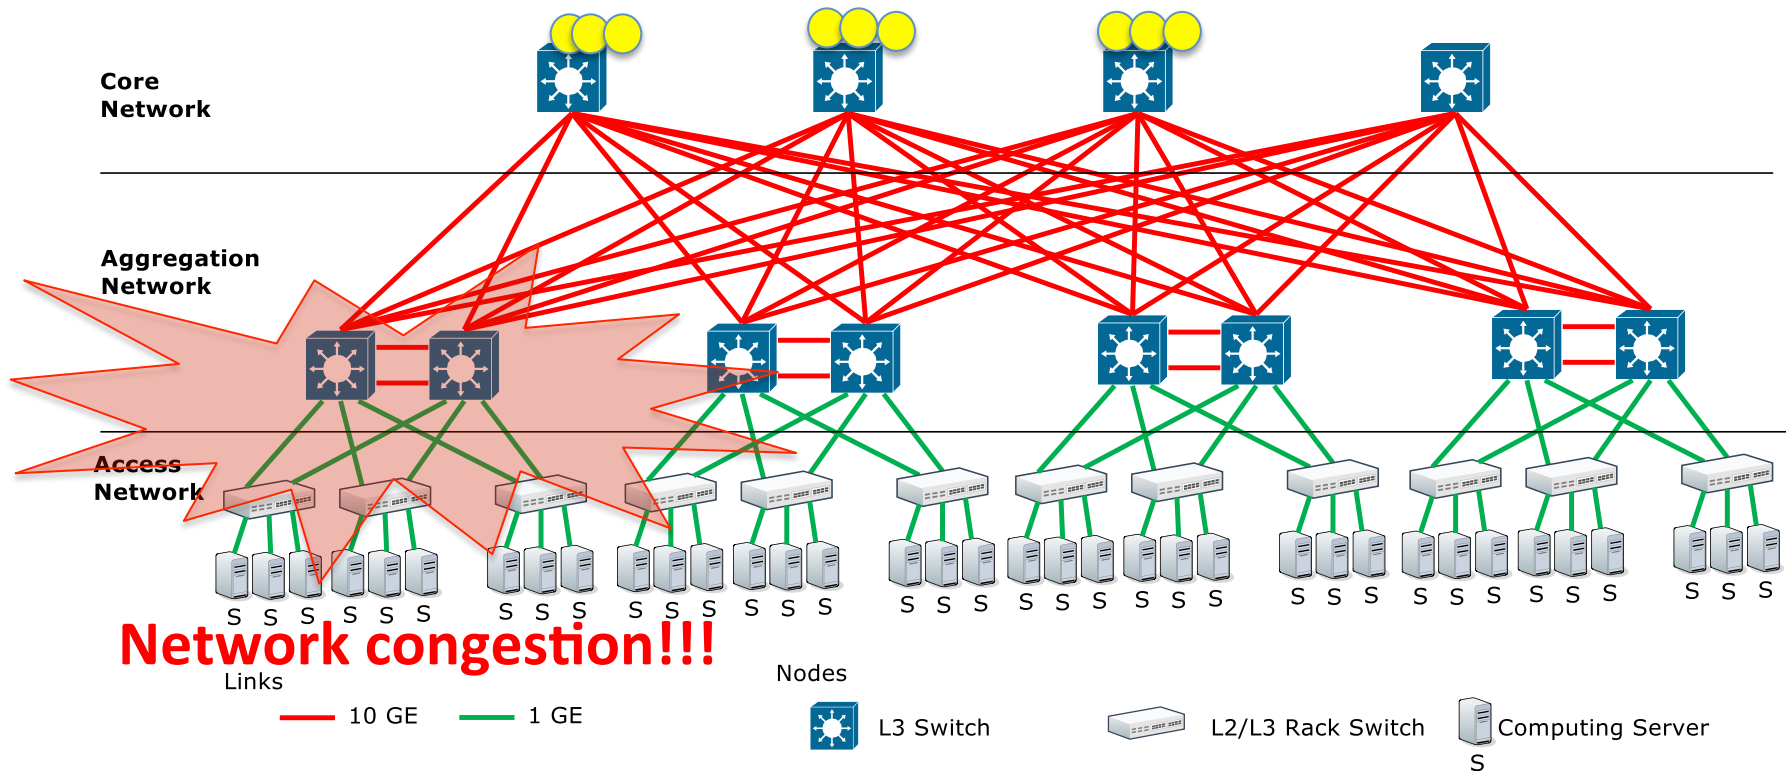 Core
Network
Aggregation
Network
Access
Network
S S S S S S S S S S S S S S S S S S S S S S S S S S S S S S S S S S S S
Network congestion!!!
Links
10 GE
1 GE
Nodes
L3 Switch
L2/L3 Rack Switch
Computing Server
S